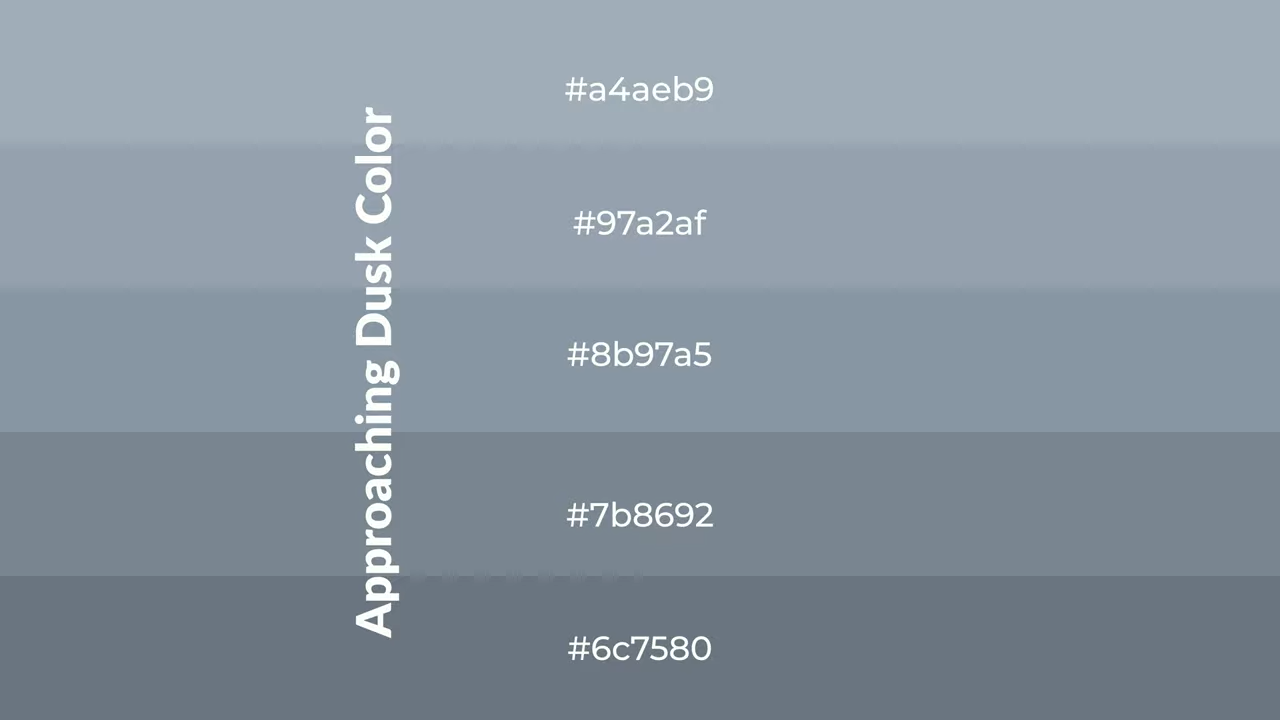 Approaching Dusk Color
#a4aeb9
#97a2af
#8b97a5
#7b8692
#6c7580